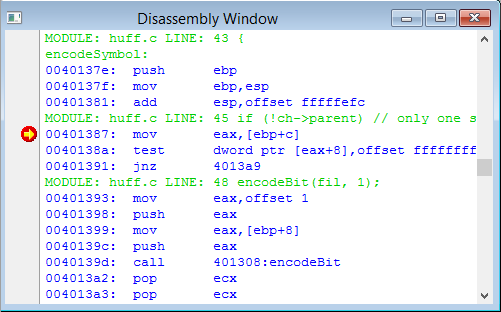 Disassembly Window
MODULE: huff.c LINE: 43 {
encodeSymbol:
0040137e: push ebp
0040137f: mov ebp,esp
00401381: add esp,offset fffffefc
MODULE: huff.c LINE: 45 if (!ch->parent) // only one s
00401387: mov eax,[ebp+c]
0040138a: test dword ptr [eax+8],offset ffffffff
00401391: jnz 4013a9
MODULE: huff.c LINE: 48 encodeBit(fil, 1);
00401393: mov eax,offset 1
00401398: push eax
00401399: mov eax,[ebp+8]
0040139c: push eax
0040139d: call 401308:encodeBit
004013a2: pop ecx
004013a3: pop ecx